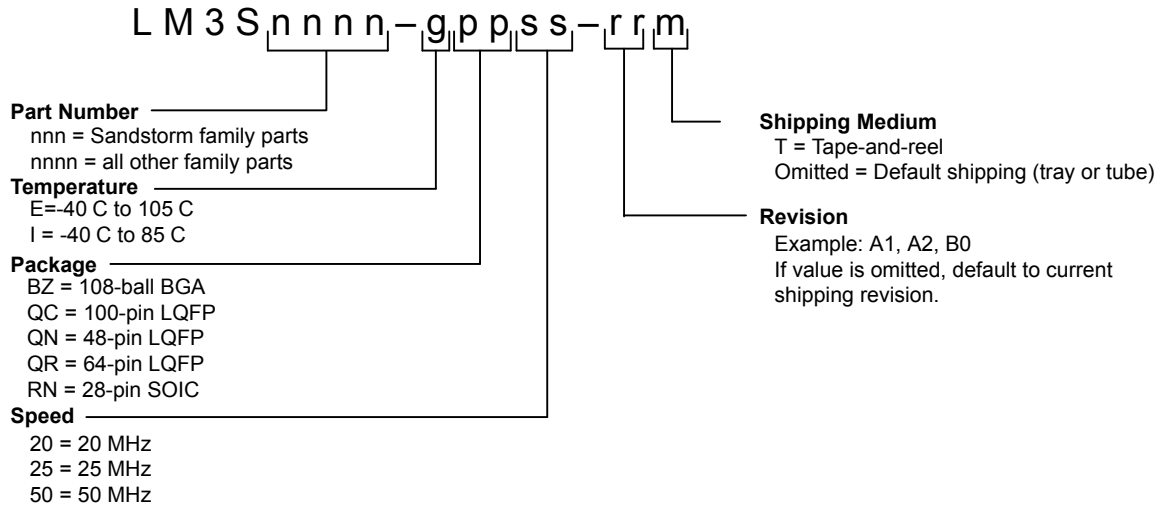 LM3Snnnn–gppss–rrm
Part Number
nnn = Sandstorm family parts
nnnn = all other family parts
Temperature
E=-40 C to 105 C
I = -40 C to 85 C
Package
BZ = 108-ball BGA
QC = 100-pin LQFP
QN = 48-pin LQFP
QR = 64-pin LQFP
RN = 28-pin SOIC
Speed
20 = 20 MHz
25 = 25 MHz
50 = 50 MHz
Shipping Medium
T = Tape-and-reel
Omitted = Default shipping (tray or tube)
Revision
Example: A1, A2, B0
If value is omitted, default to current
shipping revision.